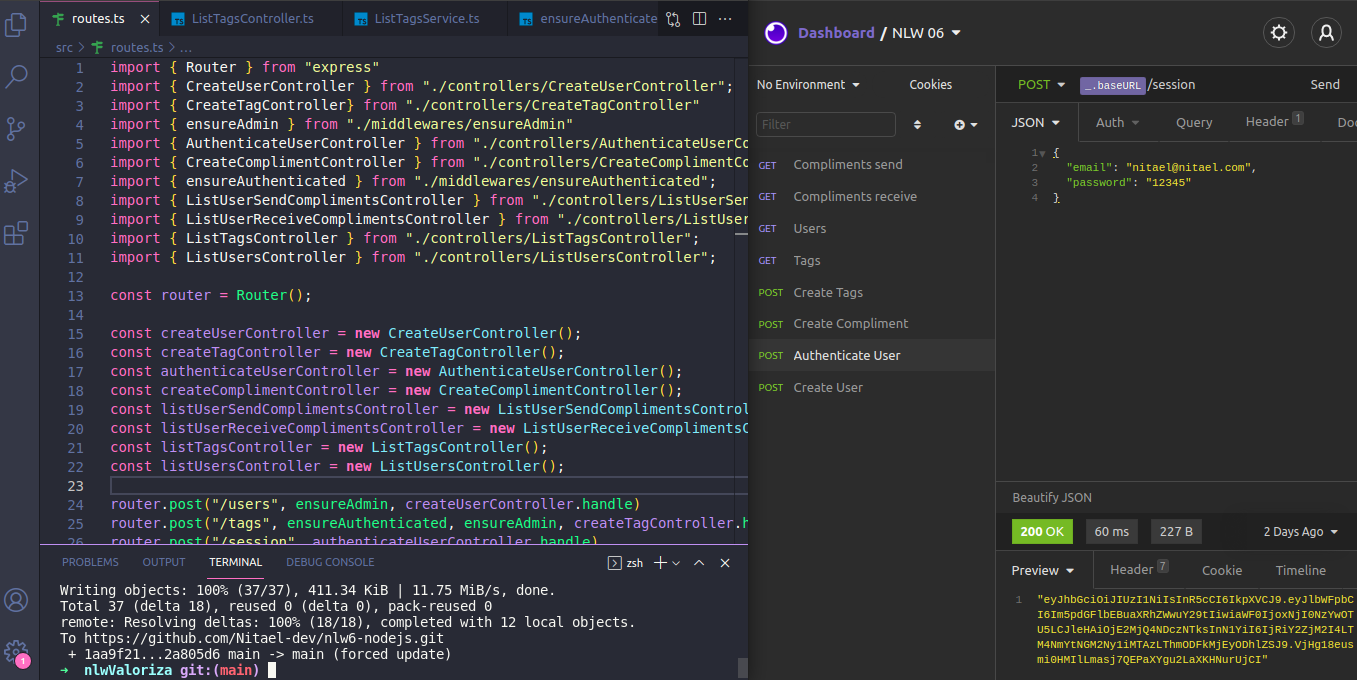 routes.ts
ListTagsController.ts
ListTagsService.ts
ensureAuthenticate
src > routes.ts > ...
1 import { Router } from "express"
2 import { CreateUserController } from "./controllers/CreateUserController";
3 import { CreateTagController} from "./controllers/CreateTagController"
4 import { ensureAdmin } from "./middlewares/ensureAdmin"
5 import { AuthenticateUserController } from "./controllers/AuthenticateUserCo
6 import { CreateComplimentController } from "./controllers/CreateComplimentCo
7 import { ensureAuthenticated } from "./middlewares/ensureAuthenticated";
8 import { ListUserSendComplimentsController } from "./controllers/ListUserSen
9 import { ListUserReceiveComplimentsController } from "./controllers/ListUser
10 import { ListTagsController } from "./controllers/ListTagsController";
11 import { ListUsersController } from "./controllers/ListUsersController";
12
13 const router = Router();
14
15 const createUserController = new CreateUserController();
16 const createTagController = new CreateTagController();
17 const authenticateUserController = new AuthenticateUserController();
18 const createComplimentController = new CreateComplimentController();
19 const listUserSendComplimentsController = new ListUserSendComplimentsControl
20 const listUserReceiveComplimentsController = new ListUserReceiveComplimentsC
21 const listTagsController = new ListTagsController();
22 const listUsersController = new ListUsersController();
23
24 router.post("/users", ensureAdmin, createUserController.handle)
25 router.post("/tags", ensureAuthenticated, ensureAdmin, createTagController.h
26 router.post("/session", authenticateUserController.handle)
PROBLEMS OUTPUT TERMINAL DEBUG CONSOLE zsh
Writing objects: 100% (37/37), 411.34 KiB | 11.75 MiB/s, done.
Total 37 (delta 18), reused 0 (delta 0), pack-reused 0
remote: Resolving deltas: 100% (18/18), completed with 12 local objects.
To https://github.com/Nitael-dev/nlw6-nodejs.git
+ 1aa9f21...2a805d6 main -> main (forced update)
→ nlwValoriza git:(main)
1
Dashboard / NLW 06
No Environment
Cookies
Filter
GET Compliments send
GET Compliments receive
GET Users
GET Tags
POST Create Tags
POST Create Compliment
POST Authenticate User
POST Create User
POST _.baseURL /session Send
JSON Auth Query Header 1 Doc
1 {
2 "email": "nitael@nitael.com",
3 "password": "12345"
4 }
Beautify JSON
200 OK 60 ms 227 B 2 Days Ago
Preview Header 7 Cookie Timeline
1 "eyJhbGciOiJIUzI1NiIsInR5cCI6IkpXVCJ9.eyJlbWFpbC
I6Im5pdGFlbEBuaXRhZWwuY29tIiwiaWF0IjoxNjI0NzYwOT
U5LCJleHAiOjE2MjQ4NDczNTksInN1YiI6IjRiY2ZjM2I4LT
M4NmYtNGM2Ny1iMTAzLThmODFkMjEyODhlZSJ9.VjHg18eus
mi0HMIlLmasj7QEPaXYgu2LaXKHNurUjCI"